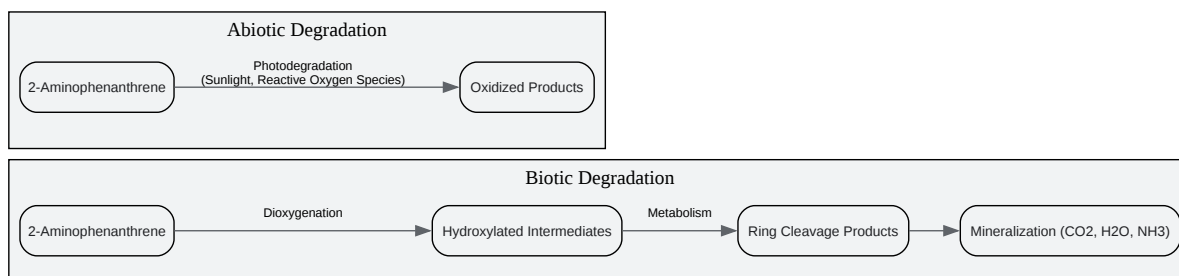 Abiotic Degradation
2-Aminophenanthrene
Photodegradation
(Sunlight, Reactive Oxygen Species)
Oxidized Products
Biotic Degradation
2-Aminophenanthrene
Dioxygenation
Hydroxylated Intermediates
Metabolism
Ring Cleavage Products
Mineralization (CO2, H2O, NH3)